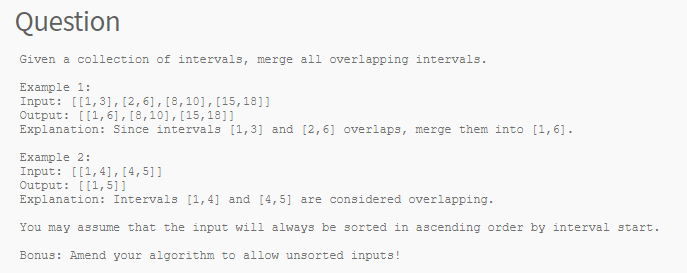 Question
Given a collection of intervals, merge all overlapping intervals.
Example 1:
Input: [[1,3],[2,6],[8,10],[15,18]]
Output: [[1,6],[8,10],[15,18]]
Explanation: Since intervals [1,3] and [2,6] overlaps, merge them into [1,6].
Example 2:
Input: [[1,4],[4,5]]
Output: [[1,5]]
Explanation: Intervals [1,4] and [4,5] are considered overlapping.
You may assume that the input will always be sorted in ascending order by interval start.
Bonus: Amend your algorithm to allow unsorted inputs!